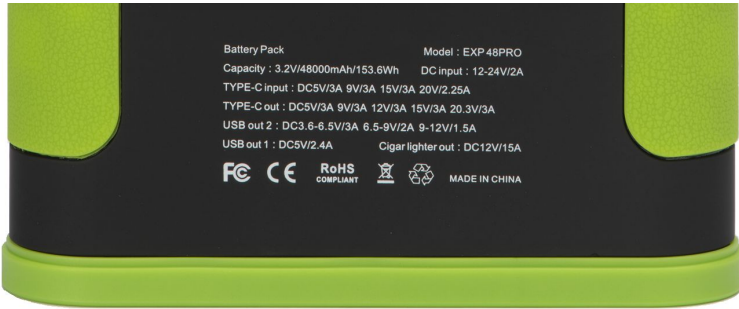 Battery Pack Model : EXP 48PRO
Capacity : 3.2V/48000mAh/153.6Wh DC input : 12-24V/2A
TYPE-C input : DC5V/3A 9V/3A 15V/3A 20V/2.25A
TYPE-C out : DC5V/3A 9V/3A 12V/3A 15V/3A 20.3V/3A
USB out 2 : DC3.6-6.5V/3A 6.5-9V/2A 9-12V/1.5A
USB out 1 : DC5V/2.4A Cigar lighter out : DC12V/15A
FC CE RoHS COMPLIANT MADE IN CHINA